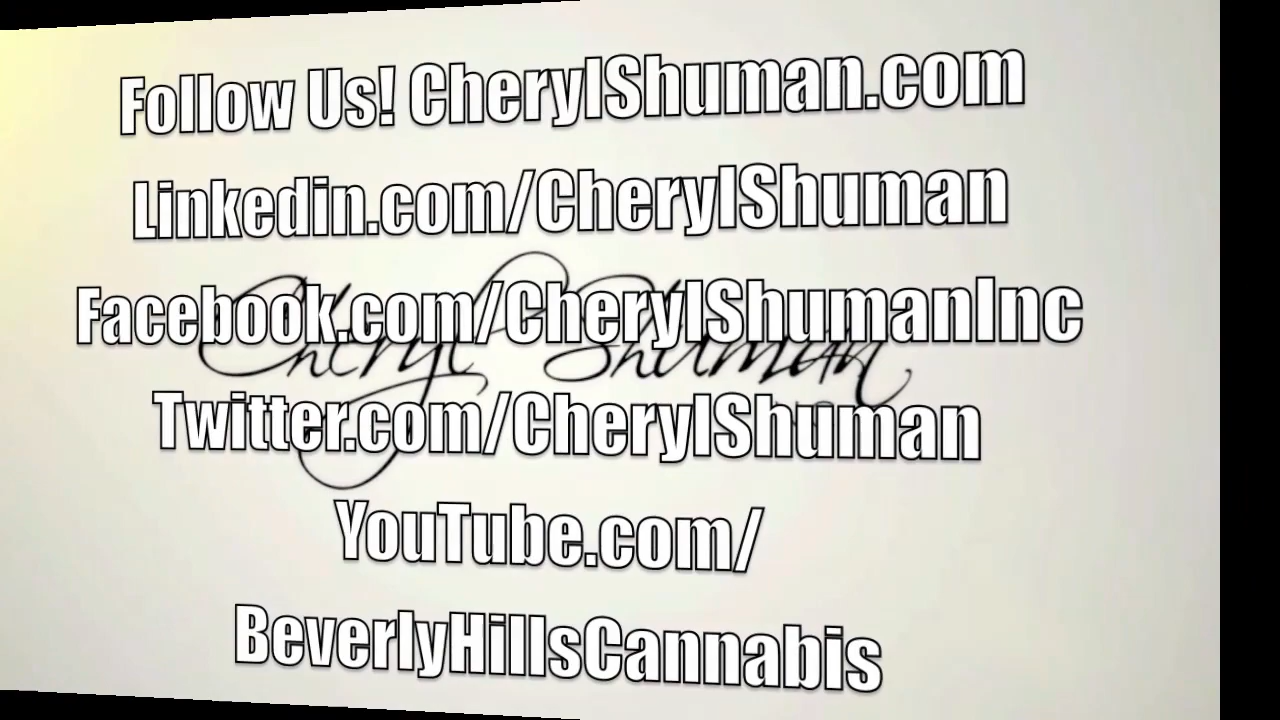 Follow Us! CherylShuman.com
Linkedin.com/CherylShuman
Facebook.com/CherylShumanInc
Cheryl Shuman
Twitter.com/CherylShuman
YouTube.com/
BeverlyHillsCannabis